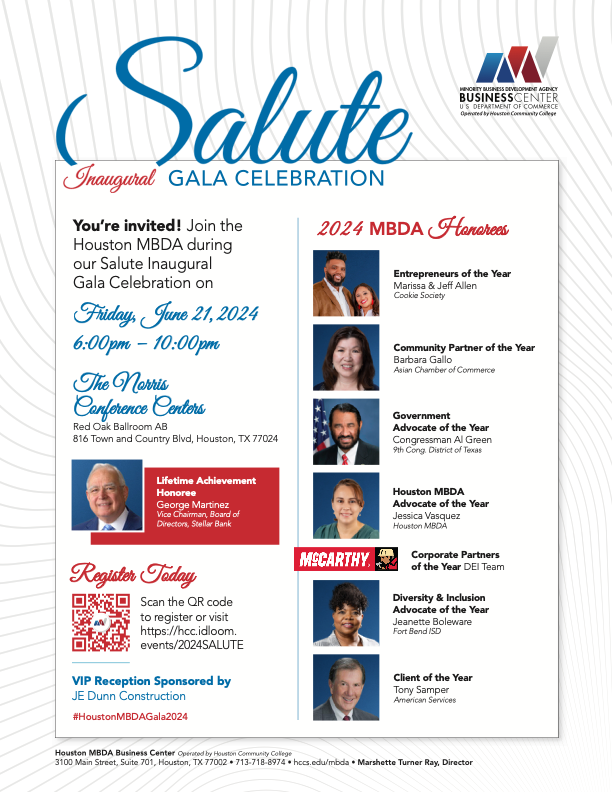 Salute
Inaugural GALA CELEBRATION
MINORITY BUSINESS DEVELOPMENT AGENCY
BUSINESSCENTER
U.S. DEPARTMENT OF COMMERCE
Operated by Houston Community College
You're invited! Join the
Houston MBDA during
our Salute Inaugural
Gala Celebration on
Friday, June 21, 2024
6:00pm – 10:00pm
The Norris
Conference Centers
Red Oak Ballroom AB
816 Town and Country Blvd, Houston, TX 77024
Lifetime Achievement
Honoree
George Martinez
Vice Chairman, Board of
Directors, Stellar Bank
Register Today
Scan the QR code
to register or visit
https://hcc.idloom.
events/2024SALUTE
VIP Reception Sponsored by
JE Dunn Construction
#HoustonMBDAGala2024
2024 MBDA Honorees
Entrepreneurs of the Year
Marissa & Jeff Allen
Cookie Society
Community Partner of the Year
Barbara Gallo
Asian Chamber of Commerce
Government
Advocate of the Year
Congressman Al Green
9th Cong. District of Texas
Houston MBDA
Advocate of the Year
Jessica Vasquez
Houston MBDA
McCARTHY.
Corporate Partners
of the Year DEI Team
Diversity & Inclusion
Advocate of the Year
Jeanette Boleware
Fort Bend ISD
Client of the Year
Tony Samper
American Services
Houston MBDA Business Center Operated by Houston Community College
3100 Main Street, Suite 701, Houston, TX 77002 • 713-718-8974 • hccs.edu/mbda • Marshette Turner Ray, Director